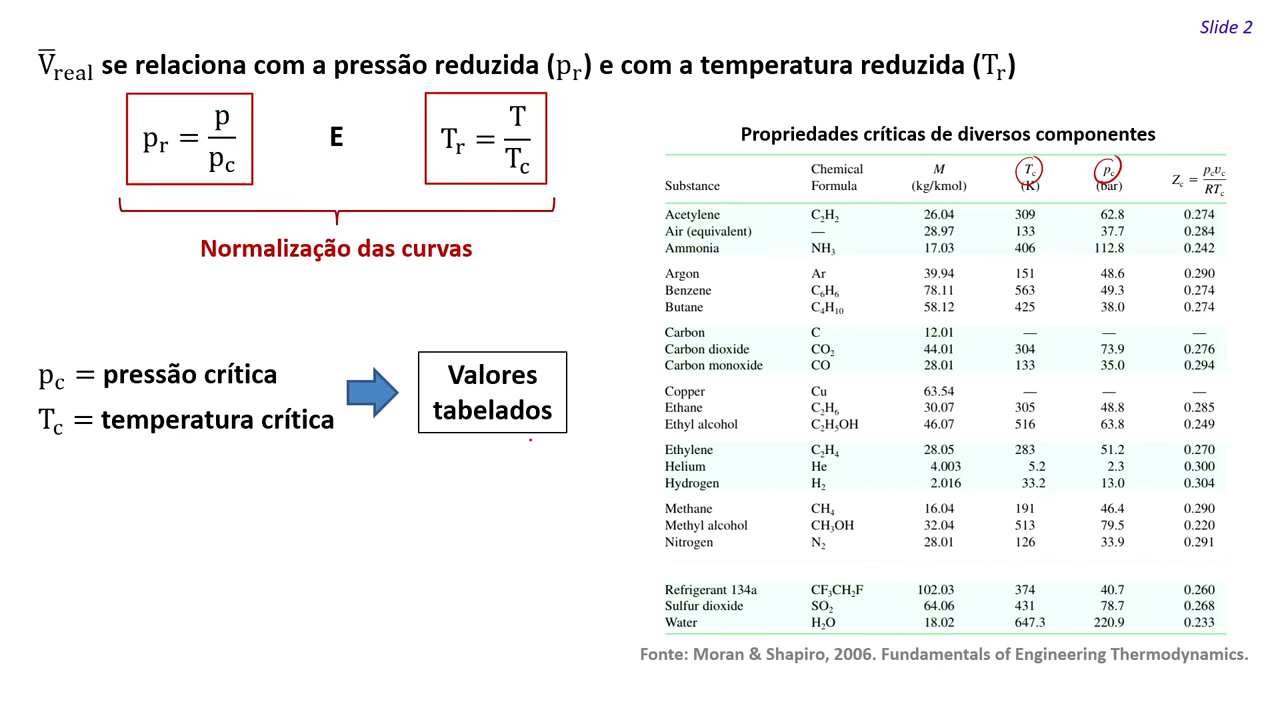 Slide 2
V̅real se relaciona com a pressão reduzida (pr) e com a temperatura reduzida (Tr)
pr = p/pc E Tr = T/Tc
Normalização das curvas
pc = pressão crítica
Tc = temperatura crítica
Valores
tabelados
Propriedades críticas de diversos componentes
Substance Chemical Formula M (kg/kmol) Tc (K) pc (bar) Zc = pcvc/RTc
Acetylene C2H2 26.04 309 62.8 0.274
Air (equivalent) — 28.97 133 37.7 0.284
Ammonia NH3 17.03 406 112.8 0.242
Argon Ar 39.94 151 48.6 0.290
Benzene C6H6 78.11 563 49.3 0.274
Butane C4H10 58.12 425 38.0 0.274
Carbon C 12.01 — — —
Carbon dioxide CO2 44.01 304 73.9 0.276
Carbon monoxide CO 28.01 133 35.0 0.294
Copper Cu 63.54 — — —
Ethane C2H6 30.07 305 48.8 0.285
Ethyl alcohol C2H5OH 46.07 516 63.8 0.249
Ethylene C2H4 28.05 283 51.2 0.270
Helium He 4.003 5.2 2.3 0.300
Hydrogen H2 2.016 33.2 13.0 0.304
Methane CH4 16.04 191 46.4 0.290
Methyl alcohol CH3OH 32.04 513 79.5 0.220
Nitrogen N2 28.01 126 33.9 0.291
Refrigerant 134a CF3CH2F 102.03 374 40.7 0.260
Sulfur dioxide SO2 64.06 431 78.7 0.268
Water H2O 18.02 647.3 220.9 0.233
Fonte: Moran & Shapiro, 2006. Fundamentals of Engineering Thermodynamics.